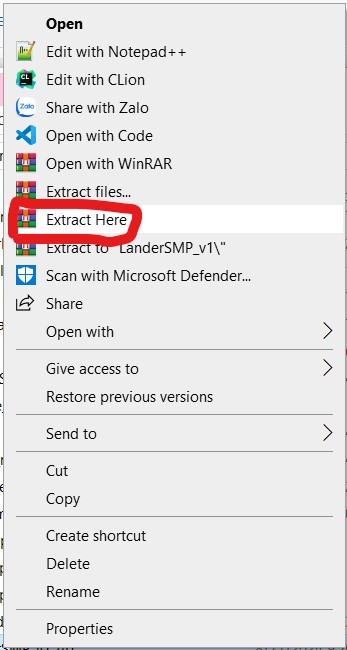 Open
Edit with Notepad++
Edit with CLion
Share with Zalo
Open with Code
Open with WinRAR
Extract files...
Extract Here
Extract to "LanderSMP_v1\"
Scan with Microsoft Defender...
Share
Open with
Give access to
Restore previous versions
Send to
Cut
Copy
Create shortcut
Delete
Rename
Properties